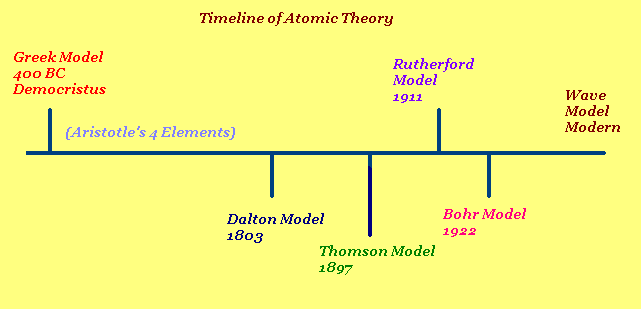 Timeline of Atomic Theory
Greek Model
400 BC
Democristus
(Aristotle's 4 Elements)
Dalton Model
1803
Thomson Model
1897
Rutherford
Model
1911
Bohr Model
1922
Wave
Model
Modern